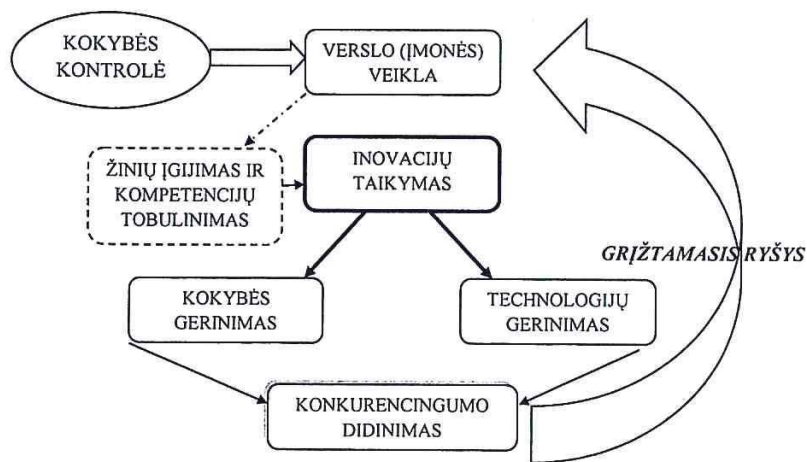 KOKYBĖS
KONTROLĖ
VERSLO (ĮMONĖS)
VEIKLA
ŽINIŲ ĮGIJIMAS IR
KOMPETENCIJŲ
TOBULINIMAS
INOVACIJŲ
TAIKYMAS
GRĮŽTAMASIS RYŠYS
KOKYBĖS
GERINIMAS
TECHNOLOGIJŲ
GERINIMAS
KONKURENCINGUMO
DIDINIMAS